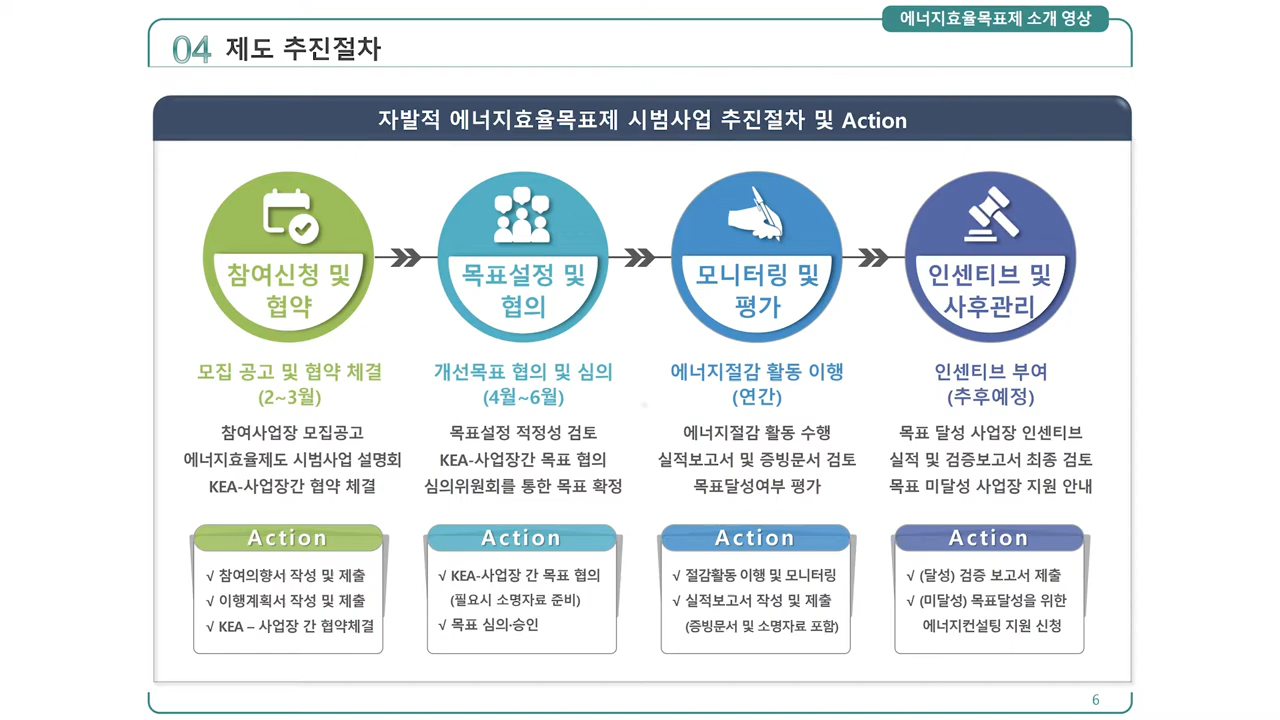 에너지효율목표제 소개 영상
04 제도 추진절차
자발적 에너지효율목표제 시범사업 추진절차 및 Action
참여신청 및
협약
목표설정 및
협의
모니터링 및
평가
인센티브 및
사후관리
모집 공고 및 협약 체결
(2~3월)
참여사업장 모집공고
에너지효율제도 시범사업 설명회
KEA-사업장간 협약 체결
개선목표 협의 및 심의
(4월~6월)
목표설정 적정성 검토
KEA-사업장간 목표 협의
심의위원회를 통한 목표 확정
에너지절감 활동 이행
(연간)
에너지절감 활동 수행
실적보고서 및 증빙문서 검토
목표달성여부 평가
인센티브 부여
(추후예정)
목표 달성 사업장 인센티브
실적 및 검증보고서 최종 검토
목표 미달성 사업장 지원 안내
Action
√ 참여의향서 작성 및 제출
√ 이행계획서 작성 및 제출
√ KEA – 사업장 간 협약체결
Action
√ KEA-사업장 간 목표 협의
(필요시 소명자료 준비)
√ 목표 심의·승인
Action
√ 절감활동 이행 및 모니터링
√ 실적보고서 작성 및 제출
(증빙문서 및 소명자료 포함)
Action
√ (달성) 검증 보고서 제출
√ (미달성) 목표달성을 위한
에너지컨설팅 지원 신청
6